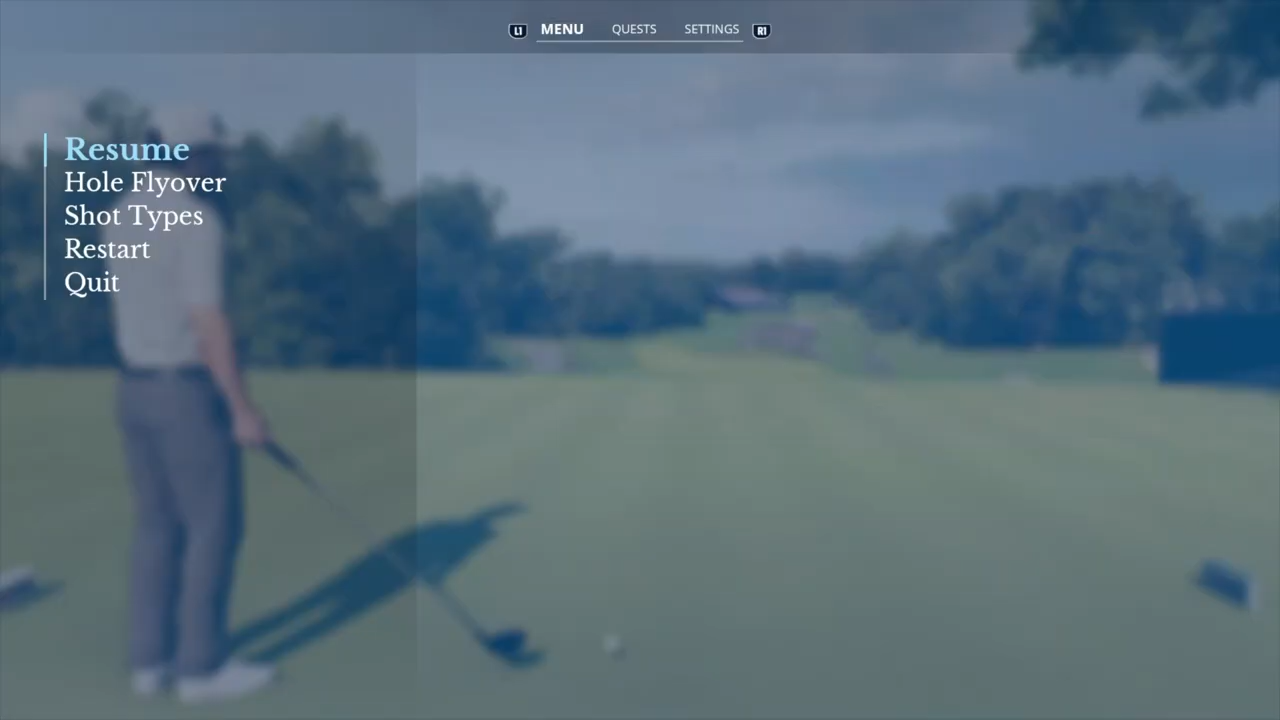 L1 MENU QUESTS SETTINGS R1
Resume
Hole Flyover
Shot Types
Restart
Quit